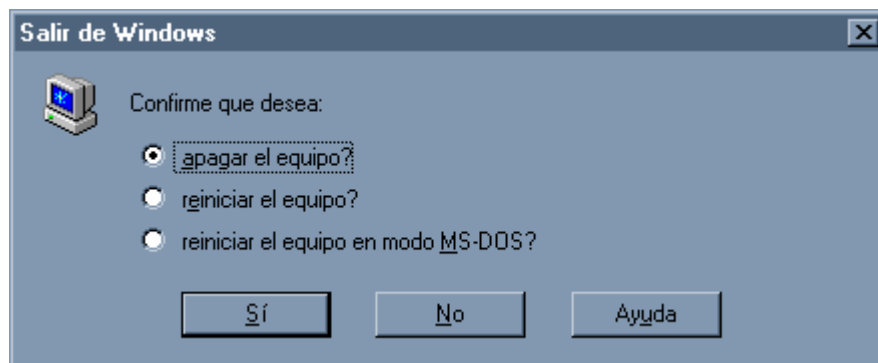 Salir de Windows
Confirme que desea:
apagar el equipo?
reiniciar el equipo?
reiniciar el equipo en modo MS-DOS?
Sí No Ayuda